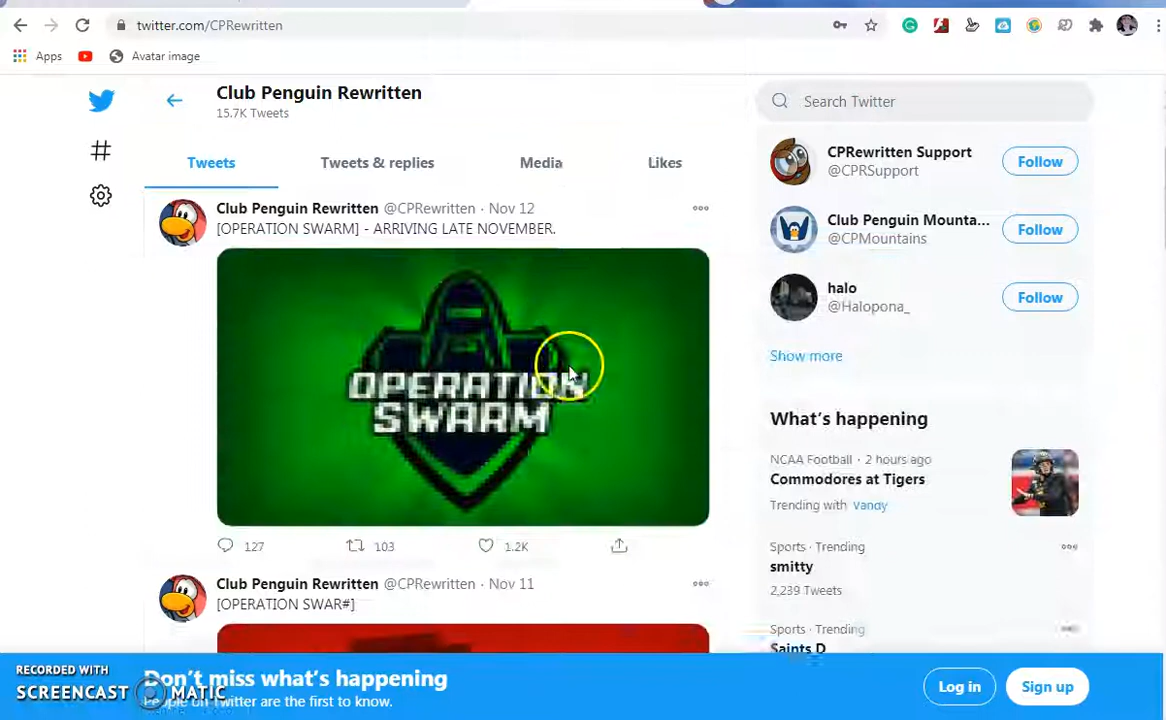 twitter.com/CPRewritten
Apps
Avatar image
Club Penguin Rewritten
15.7K Tweets
Search Twitter
Tweets
Tweets & replies
Media
Likes
CPRewritten Support
@CPRSupport
Follow
Club Penguin Rewritten @CPRewritten · Nov 12
[OPERATION SWARM] - ARRIVING LATE NOVEMBER.
OPERATION
SWARM
127
103
1.2K
Club Penguin Mounta...
@CPMountains
Follow
halo
@Halopona_
Follow
Show more
What's happening
NCAA Football · 2 hours ago
Commodores at Tigers
Trending with Vandy
Sports · Trending
smitty
2,239 Tweets
Sports · Trending
Saints D
Club Penguin Rewritten @CPRewritten · Nov 11
[OPERATION SWAR#]
RECORDED WITH
SCREENCAST MATIC
Don't miss what's happening
People on Twitter are the first to know.
Log in
Sign up